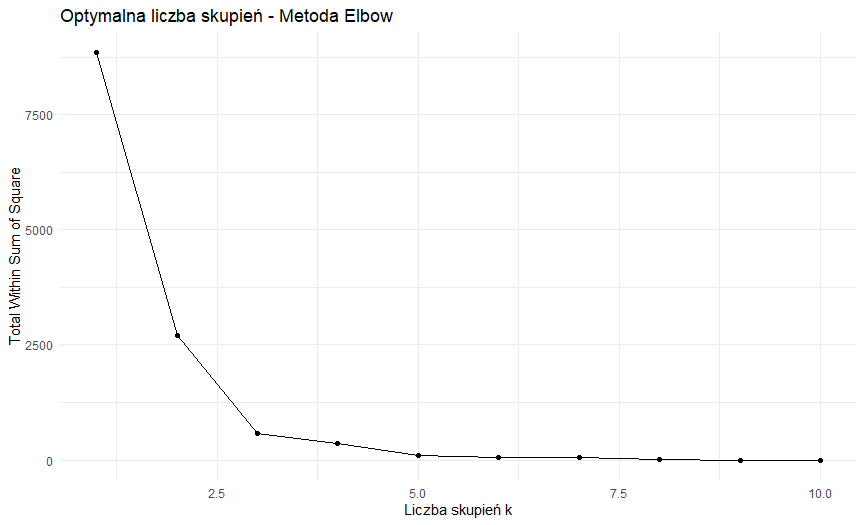 Optymalna liczba skupień - Metoda Elbow
Total Within Sum of Square
7500
5000
2500
0
2.5 5.0 7.5 10.0
Liczba skupień k